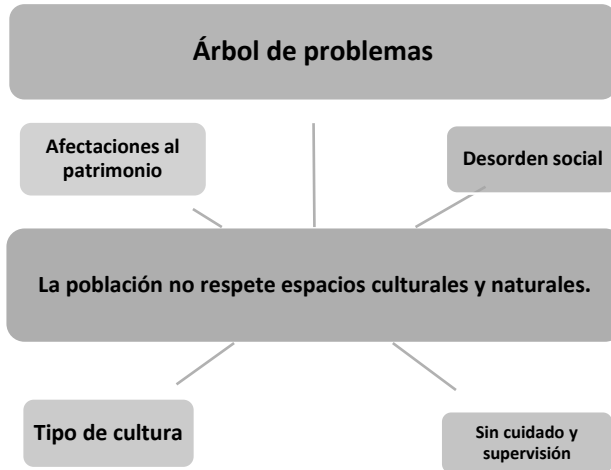 Árbol de problemas
Afectaciones al
patrimonio
Desorden social
La población no respete espacios culturales y naturales.
Tipo de cultura
Sin cuidado y
supervisión